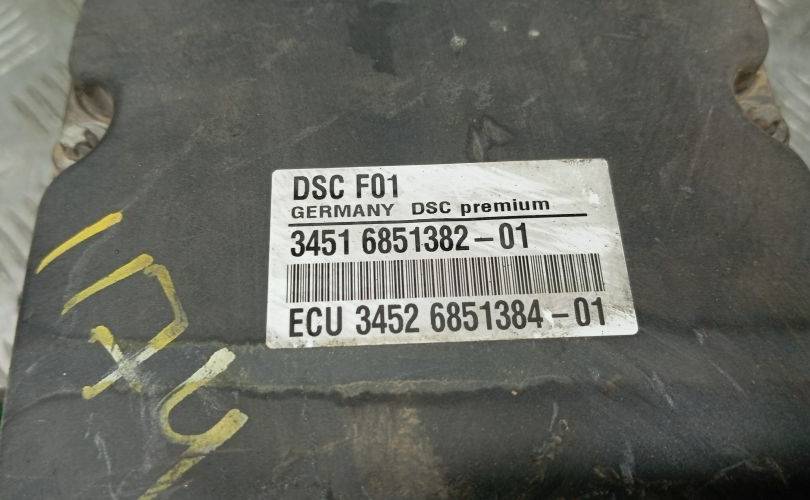 DSC F01
GERMANY DSC premium
3451 6851382-01
ECU 3452 6851384-01